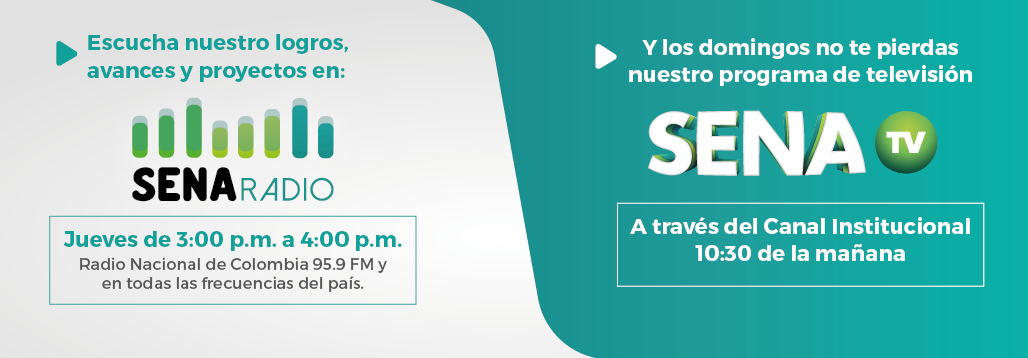 Escucha nuestro logros,
avances y proyectos en:
SENARADIO
Jueves de 3:00 p.m. a 4:00 p.m.
Radio Nacional de Colombia 95.9 FM y
en todas las frecuencias del país.
Y los domingos no te pierdas
nuestro programa de televisión
SENA TV
A través del Canal Institucional
10:30 de la mañana